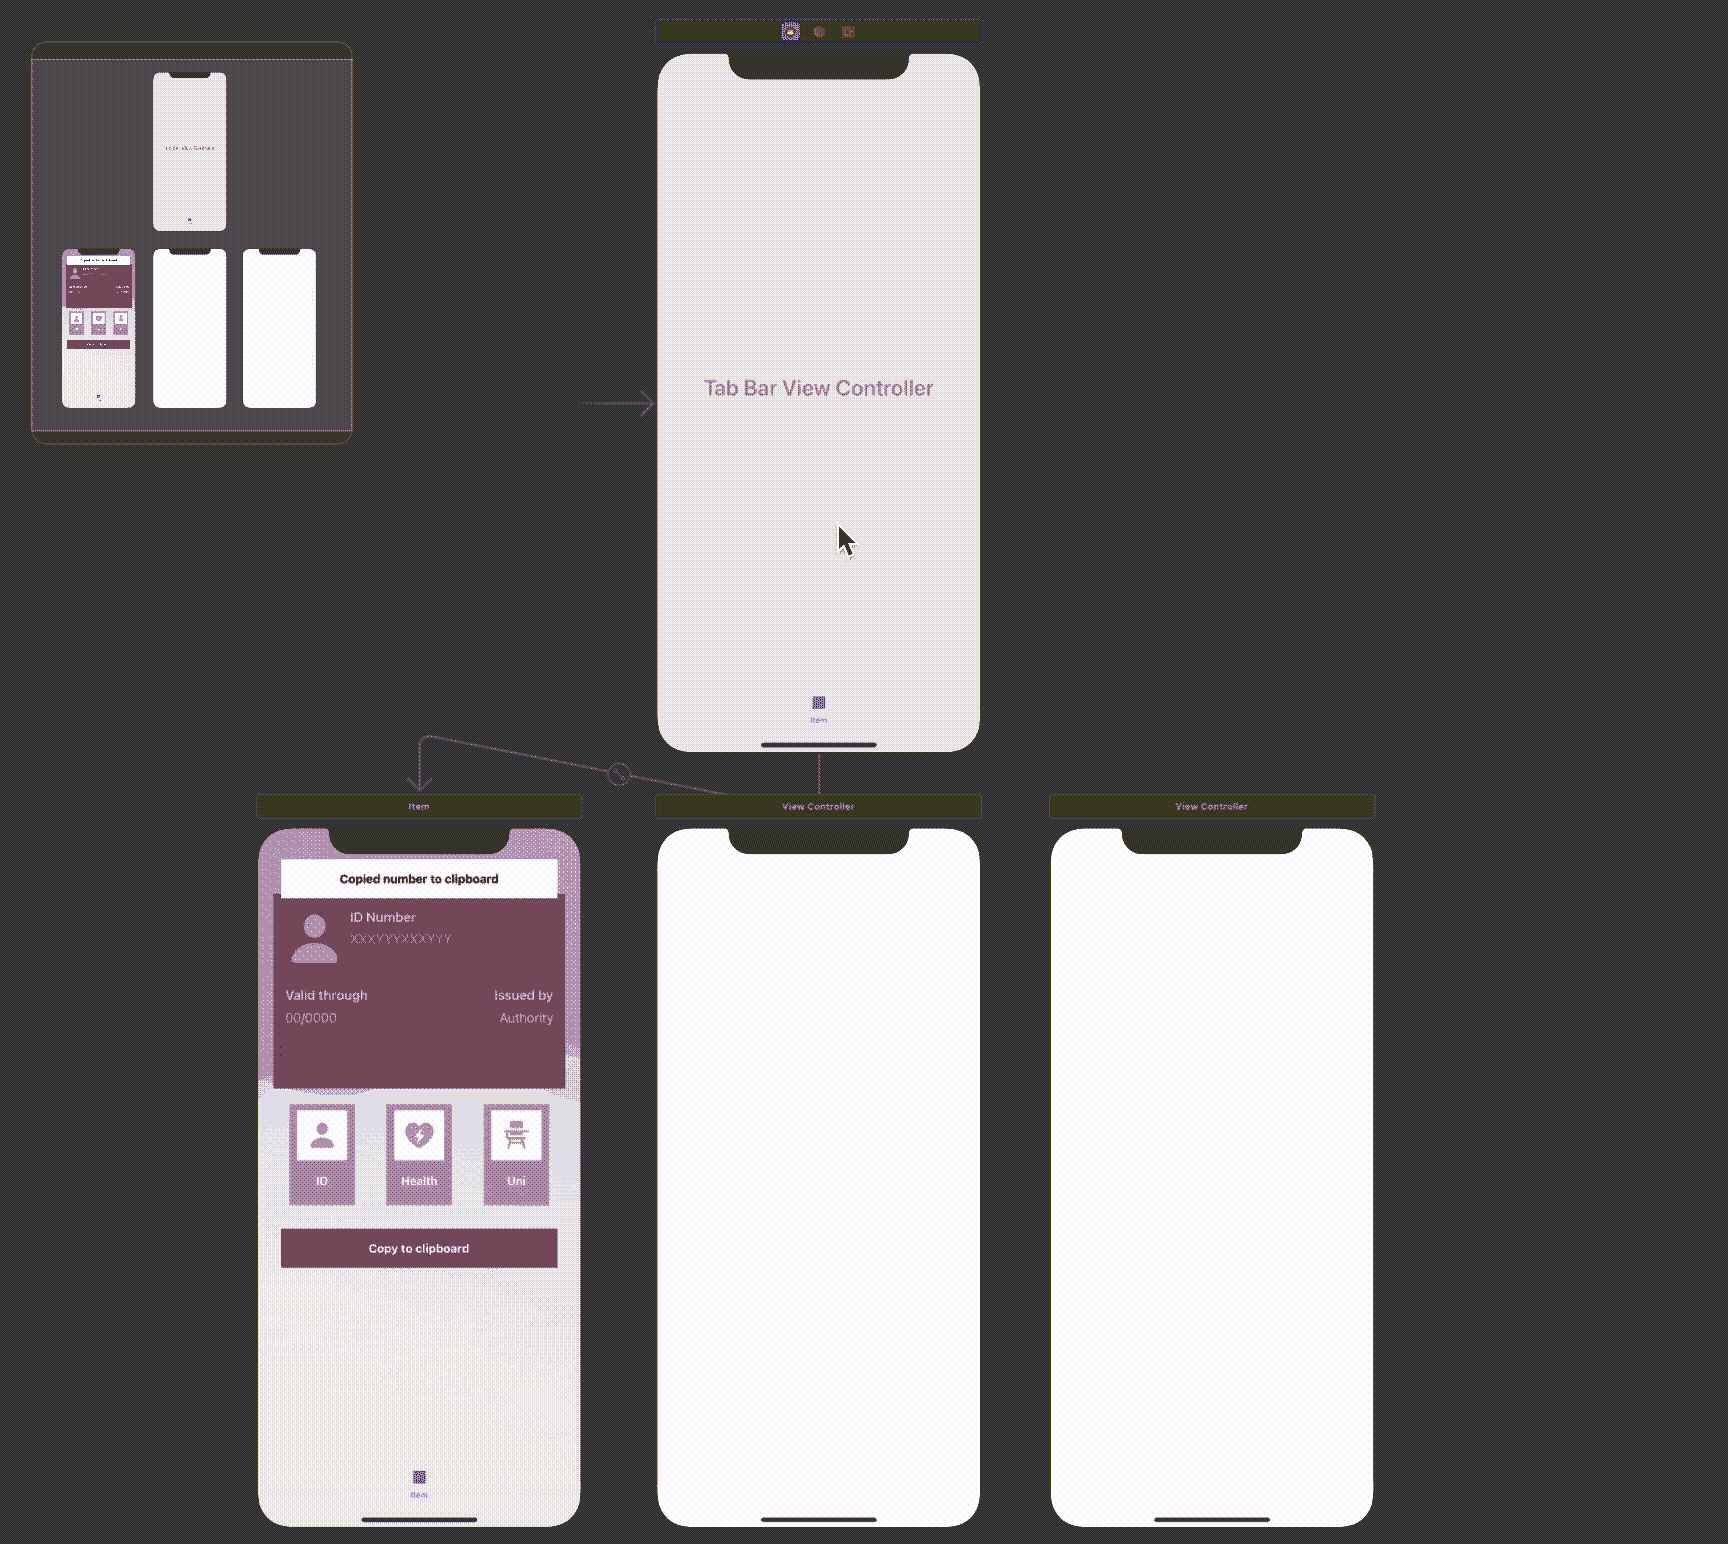 Tab Bar View Controller
Item
Item
View Controller
View Controller
Copied number to clipboard
ID Number
XXXYYYXXXYYY
Valid through
Issued by
00/0000
Authority
ID
Health
Uni
Copy to clipboard
Item